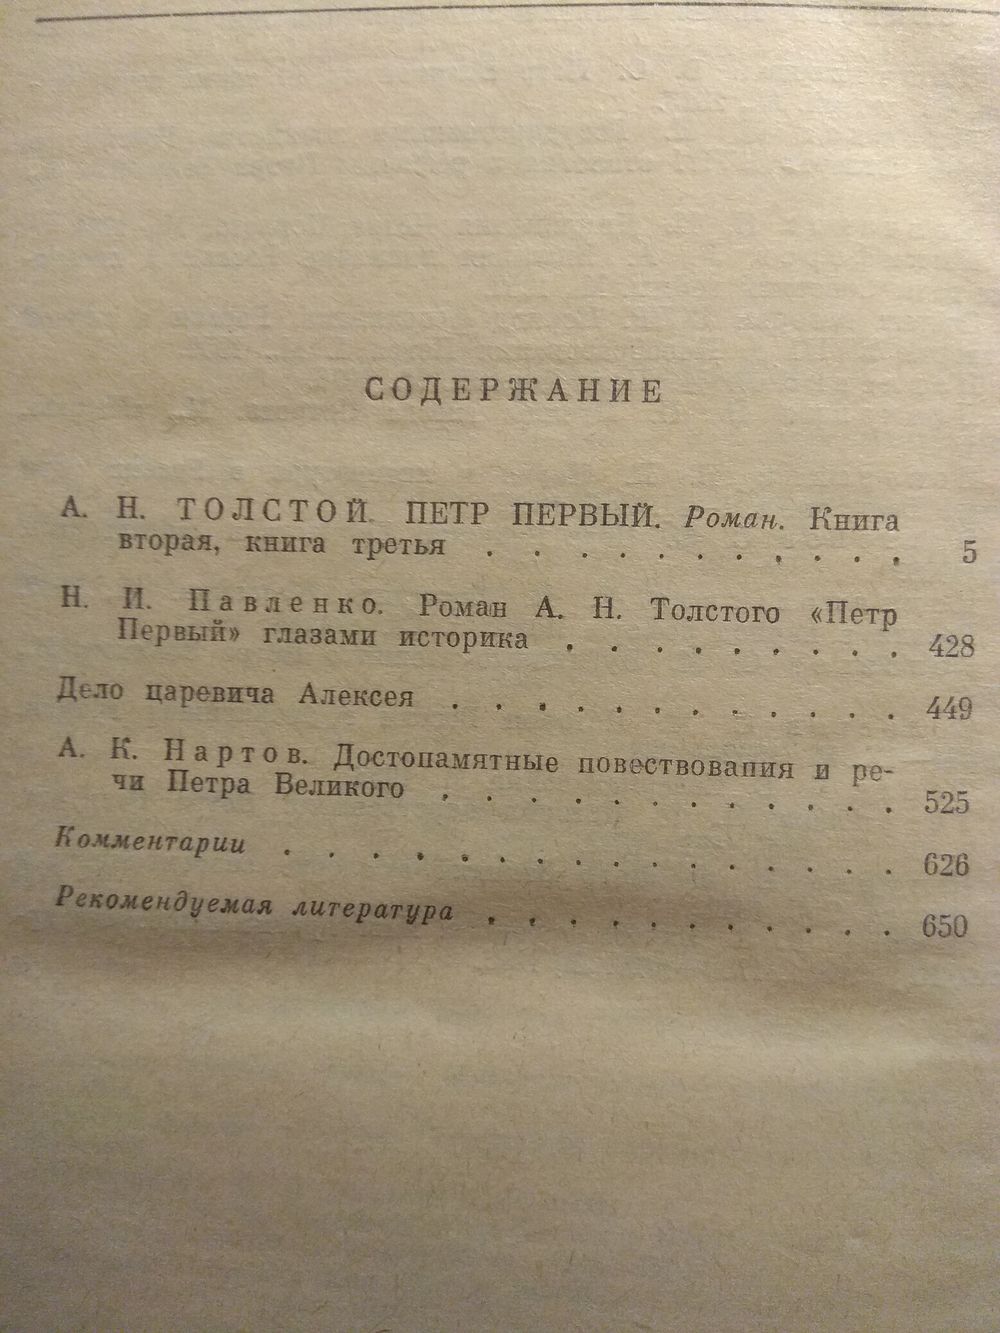 СОДЕРЖАНИЕ
А. Н. ТОЛСТОЙ. ПЕТР ПЕРВЫЙ. Роман. Книга
вторая, книга третья . . . . . . . . . . . 5
Н. И. Павленко. Роман А. Н. Толстого «Петр
Первый» глазами историка . . . . . . . . . 428
Дело царевича Алексея . . . . . . . . . . . . 449
А. К. Нартов. Достопамятные повествования и ре-
чи Петра Великого . . . . . . . . . . . 525
Комментарии . . . . . . . . . . . . . . . 626
Рекомендуемая литература . . . . . . . . . . . 650